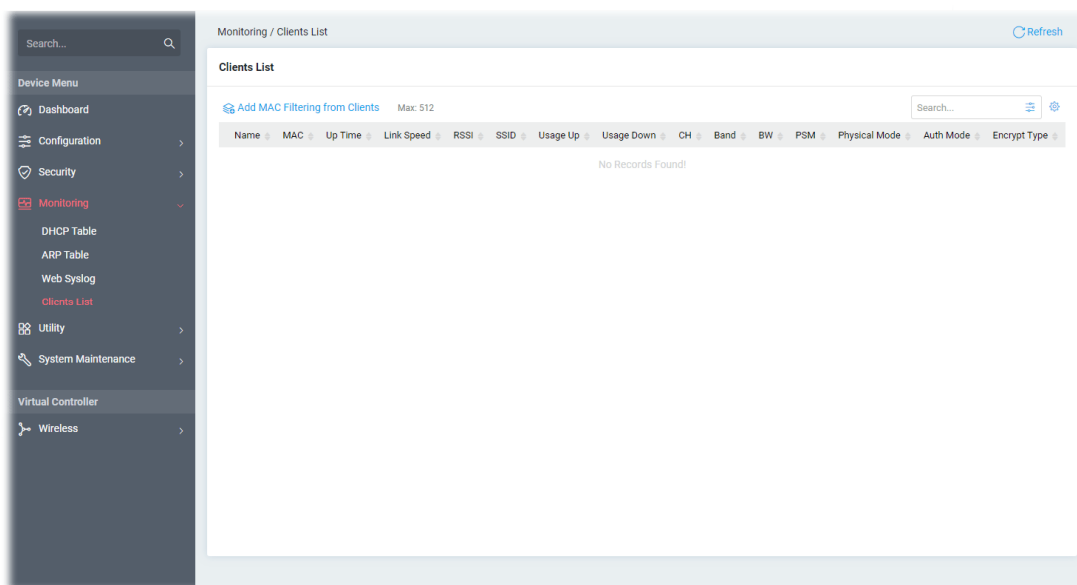 Search...
Device Menu
Dashboard
Configuration
Security
Monitoring
DHCP Table
ARP Table
Web Syslog
Clients List
Utility
System Maintenance
Virtual Controller
Wireless
Monitoring / Clients List
Refresh
Clients List
Add MAC Filtering from Clients Max: 512
Search...
Name MAC Up Time Link Speed RSSI SSID Usage Up Usage Down CH Band BW PSM Physical Mode Auth Mode Encrypt Type
No Records Found!